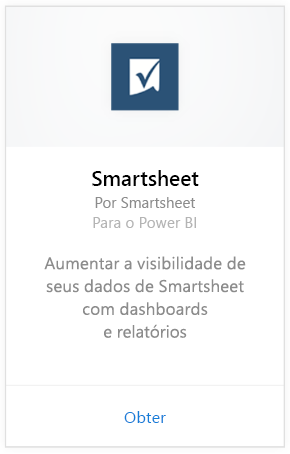 Smartsheet
Por Smartsheet
Para o Power BI
Aumentar a visibilidade de
seus dados de Smartsheet
com dashboards
e relatórios
Obter